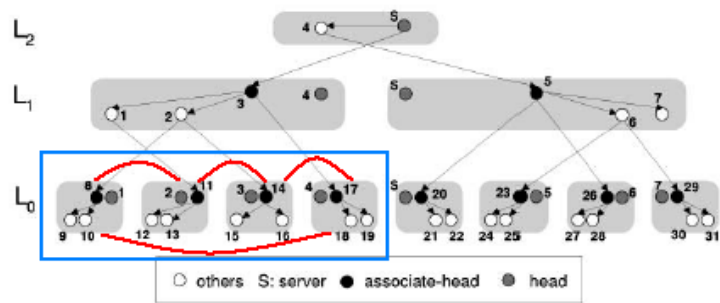 L2
4 S
L1
1 2 3 4 S 5 6 7
L0
8 1 2 11 3 14 4 17 S 20 23 5 26 6 7 29
9 10 12 13 15 16 18 19 21 22 24 25 27 28 30 31
others S: server associate-head head